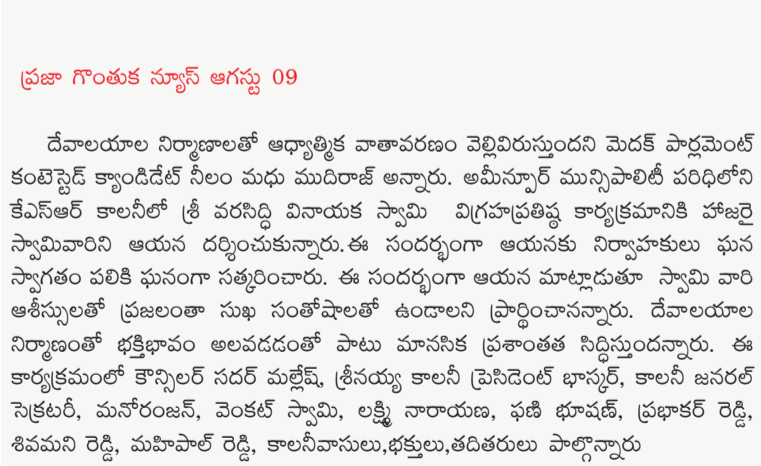 ప్రజా గొంతుక న్యూస్ ఆగస్టు 09
దేవాలయాల నిర్మాణాలతో ఆధ్యాత్మిక వాతావరణం వెల్లివిరుస్తుందని మెదక్ పార్లమెంట్
కంటెస్టెడ్ క్యాండిడేట్ నీలం మధు ముదిరాజ్ అన్నారు. అమీన్పూర్ మున్సిపాలిటీ పరిధిలోని
కేఎస్ఆర్ కాలనీలో శ్రీ వరసిద్ధి వినాయక స్వామి విగ్రహప్రతిష్ఠ కార్యక్రమానికి హాజరై
స్వామివారిని ఆయన దర్శించుకున్నారు.ఈ సందర్భంగా ఆయనకు నిర్వాహకులు ఘన
స్వాగతం పలికి ఘనంగా సత్కరించారు. ఈ సందర్భంగా ఆయన మాట్లాడుతూ స్వామి వారి
ఆశీస్సులతో ప్రజలంతా సుఖ సంతోషాలతో ఉండాలని ప్రార్థించానన్నారు. దేవాలయాల
నిర్మాణంతో భక్తిభావం అలవడడంతో పాటు మానసిక ప్రశాంతత సిద్ధిస్తుందన్నారు. ఈ
కార్యక్రమంలో కౌన్సిలర్ సదర్ మల్లేష్, శ్రీనయ్య కాలనీ ప్రెసిడెంట్ భాస్కర్, కాలనీ జనరల్
సెక్రటరీ, మనోరంజన్, వెంకట్ స్వామి, లక్ష్మి నారాయణ, ఫణి భూషణ్, ప్రభాకర్ రెడ్డి,
శివమని రెడ్డి, మహిపాల్ రెడ్డి, కాలనీవాసులు,భక్తులు,తదితరులు పాల్గొన్నారు